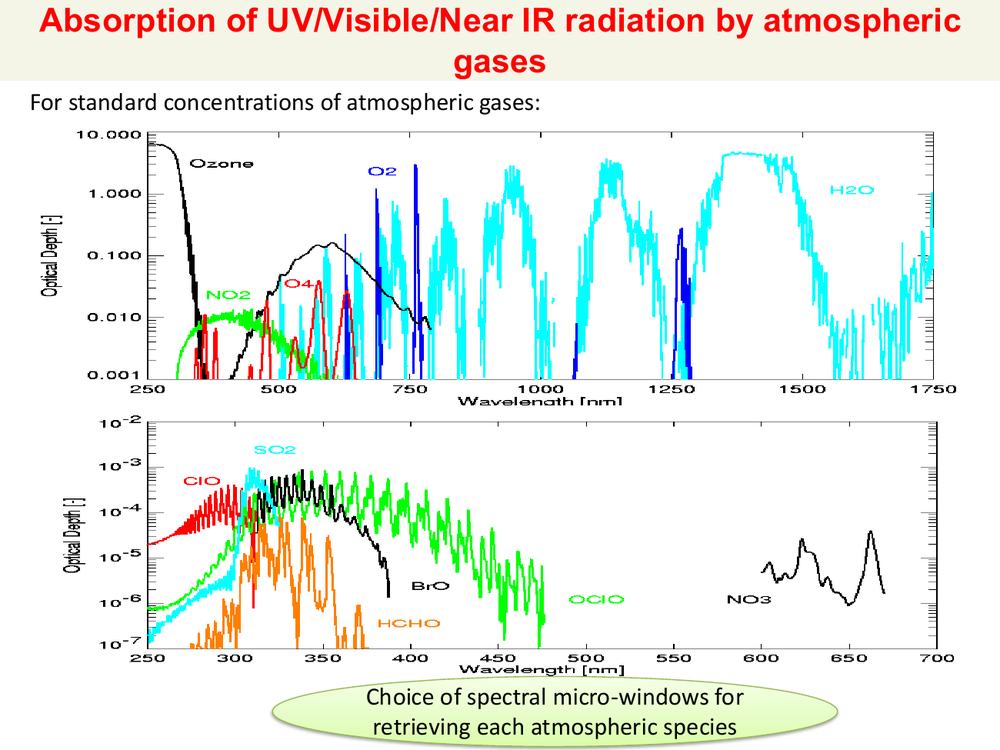 Absorption of UV/Visible/Near IR radiation by atmospheric
gases
For standard concentrations of atmospheric gases:
10.000
1.000
0.100
0.010
0.001
Optical Depth [-]
Ozone
O2
H2O
NO2
O4
250 500 750 1000 1250 1500 1750
Wavelength [nm]
10-2
10-3
10-4
10-5
10-6
10-7
Optical Depth [-]
SO2
ClO
BrO
OClO
NO3
HCHO
250 300 350 400 450 500 550 600 650 700
Wavelength [nm]
Choice of spectral micro-windows for
retrieving each atmospheric species